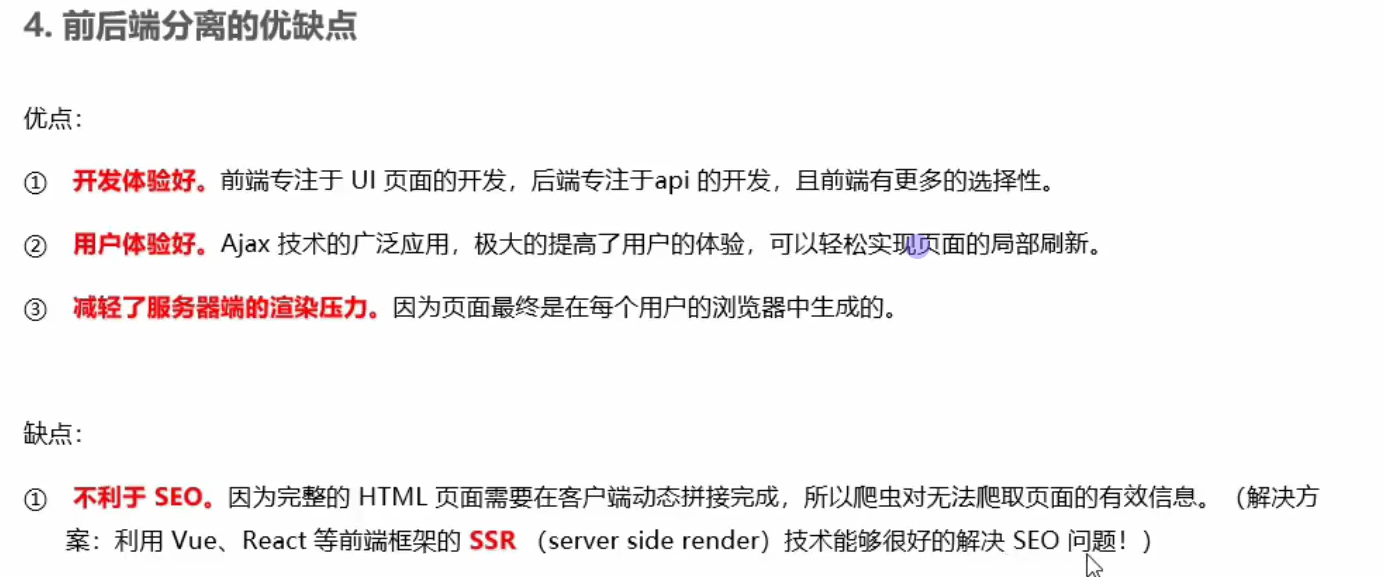 4. 前后端分离的优缺点
优点：
① 开发体验好。前端专注于 UI 页面的开发，后端专注于api 的开发，且前端有更多的选择性。
② 用户体验好。Ajax 技术的广泛应用，极大的提高了用户的体验，可以轻松实现页面的局部刷新。
③ 减轻了服务器端的渲染压力。因为页面最终是在每个用户的浏览器中生成的。
缺点：
① 不利于 SEO。因为完整的 HTML 页面需要在客户端动态拼接完成，所以爬虫对无法爬取页面的有效信息。（解决方
案：利用 Vue、React 等前端框架的 SSR （server side render）技术能够很好的解决 SEO 问题！）